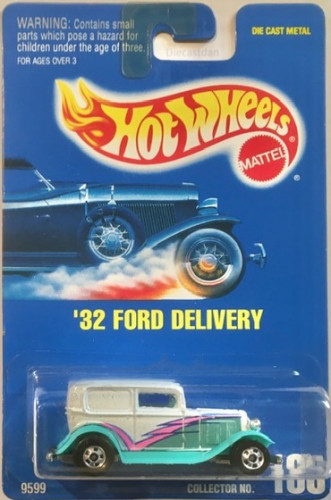 WARNING: Contains small
parts which pose a hazard for
children under the age of three.
FOR AGES OVER 3
DIE CAST METAL
HOT WHEELS
MATTEL
®
'32 FORD DELIVERY
9599
COLLECTOR NO.